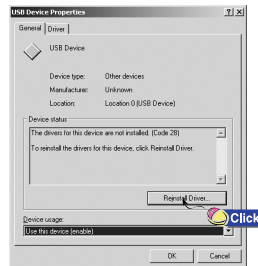 USB Device Properties
General Driver
USB Device
Device type: Other devices
Manufacturer: Unknown
Location: Location 0 (USB Device)
Device status
The drivers for this device are not installed. (Code 28)
To reinstall the drivers for this device, click Reinstall Driver.
Reinstall Driver...
Click
Device usage:
Use this device (enable)
OK Cancel